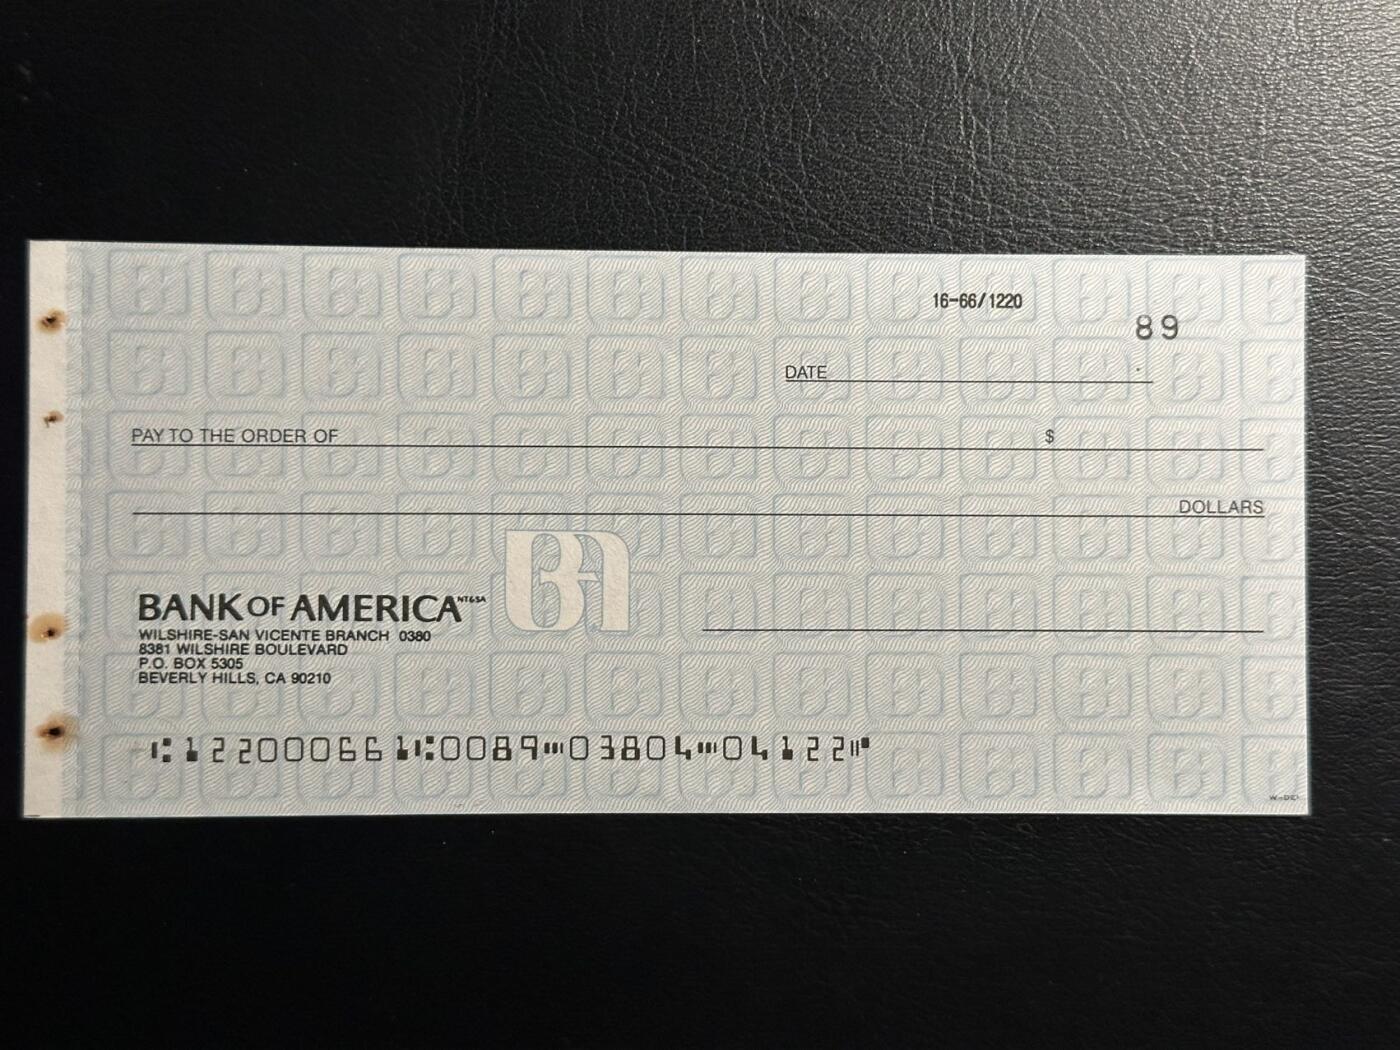 16-66/1220
89
DATE
PAY TO THE ORDER OF $
DOLLARS
BANK OF AMERICA NT&SA
WILSHIRE-SAN VICENTE BRANCH 0380
8381 WILSHIRE BOULEVARD
P.O. BOX 5305
BEVERLY HILLS, CA 90210
⑆122000661⑆0089⑉03804⑉04122⑈